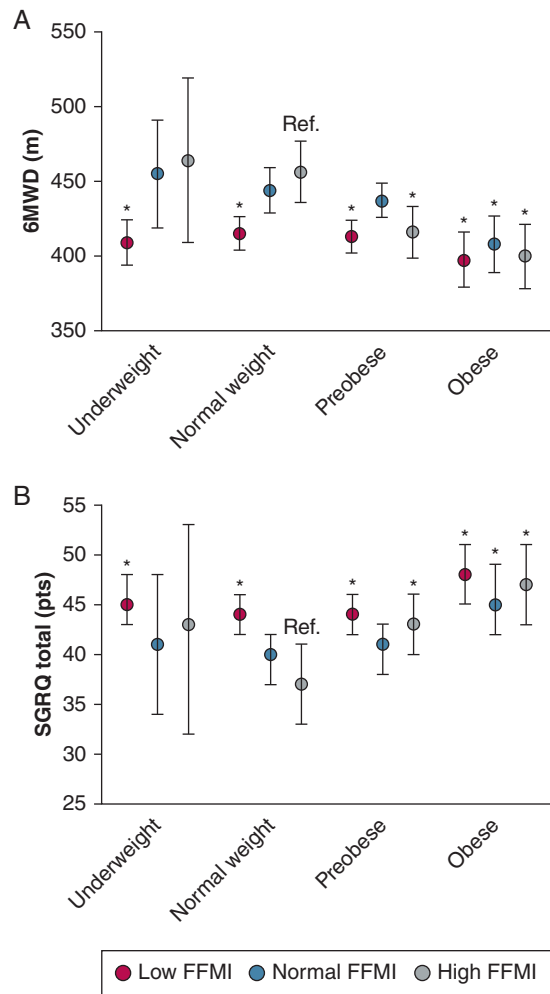 A
550
500
450
400
350
6MWD (m)
*
*
Ref.
*
*
*
*
*
Underweight
Normal weight
Preobese
Obese
B
55
50
45
40
35
30
25
SGRQ total (pts)
*
*
Ref.
*
*
*
*
*
Underweight
Normal weight
Preobese
Obese
Low FFMI Normal FFMI High FFMI